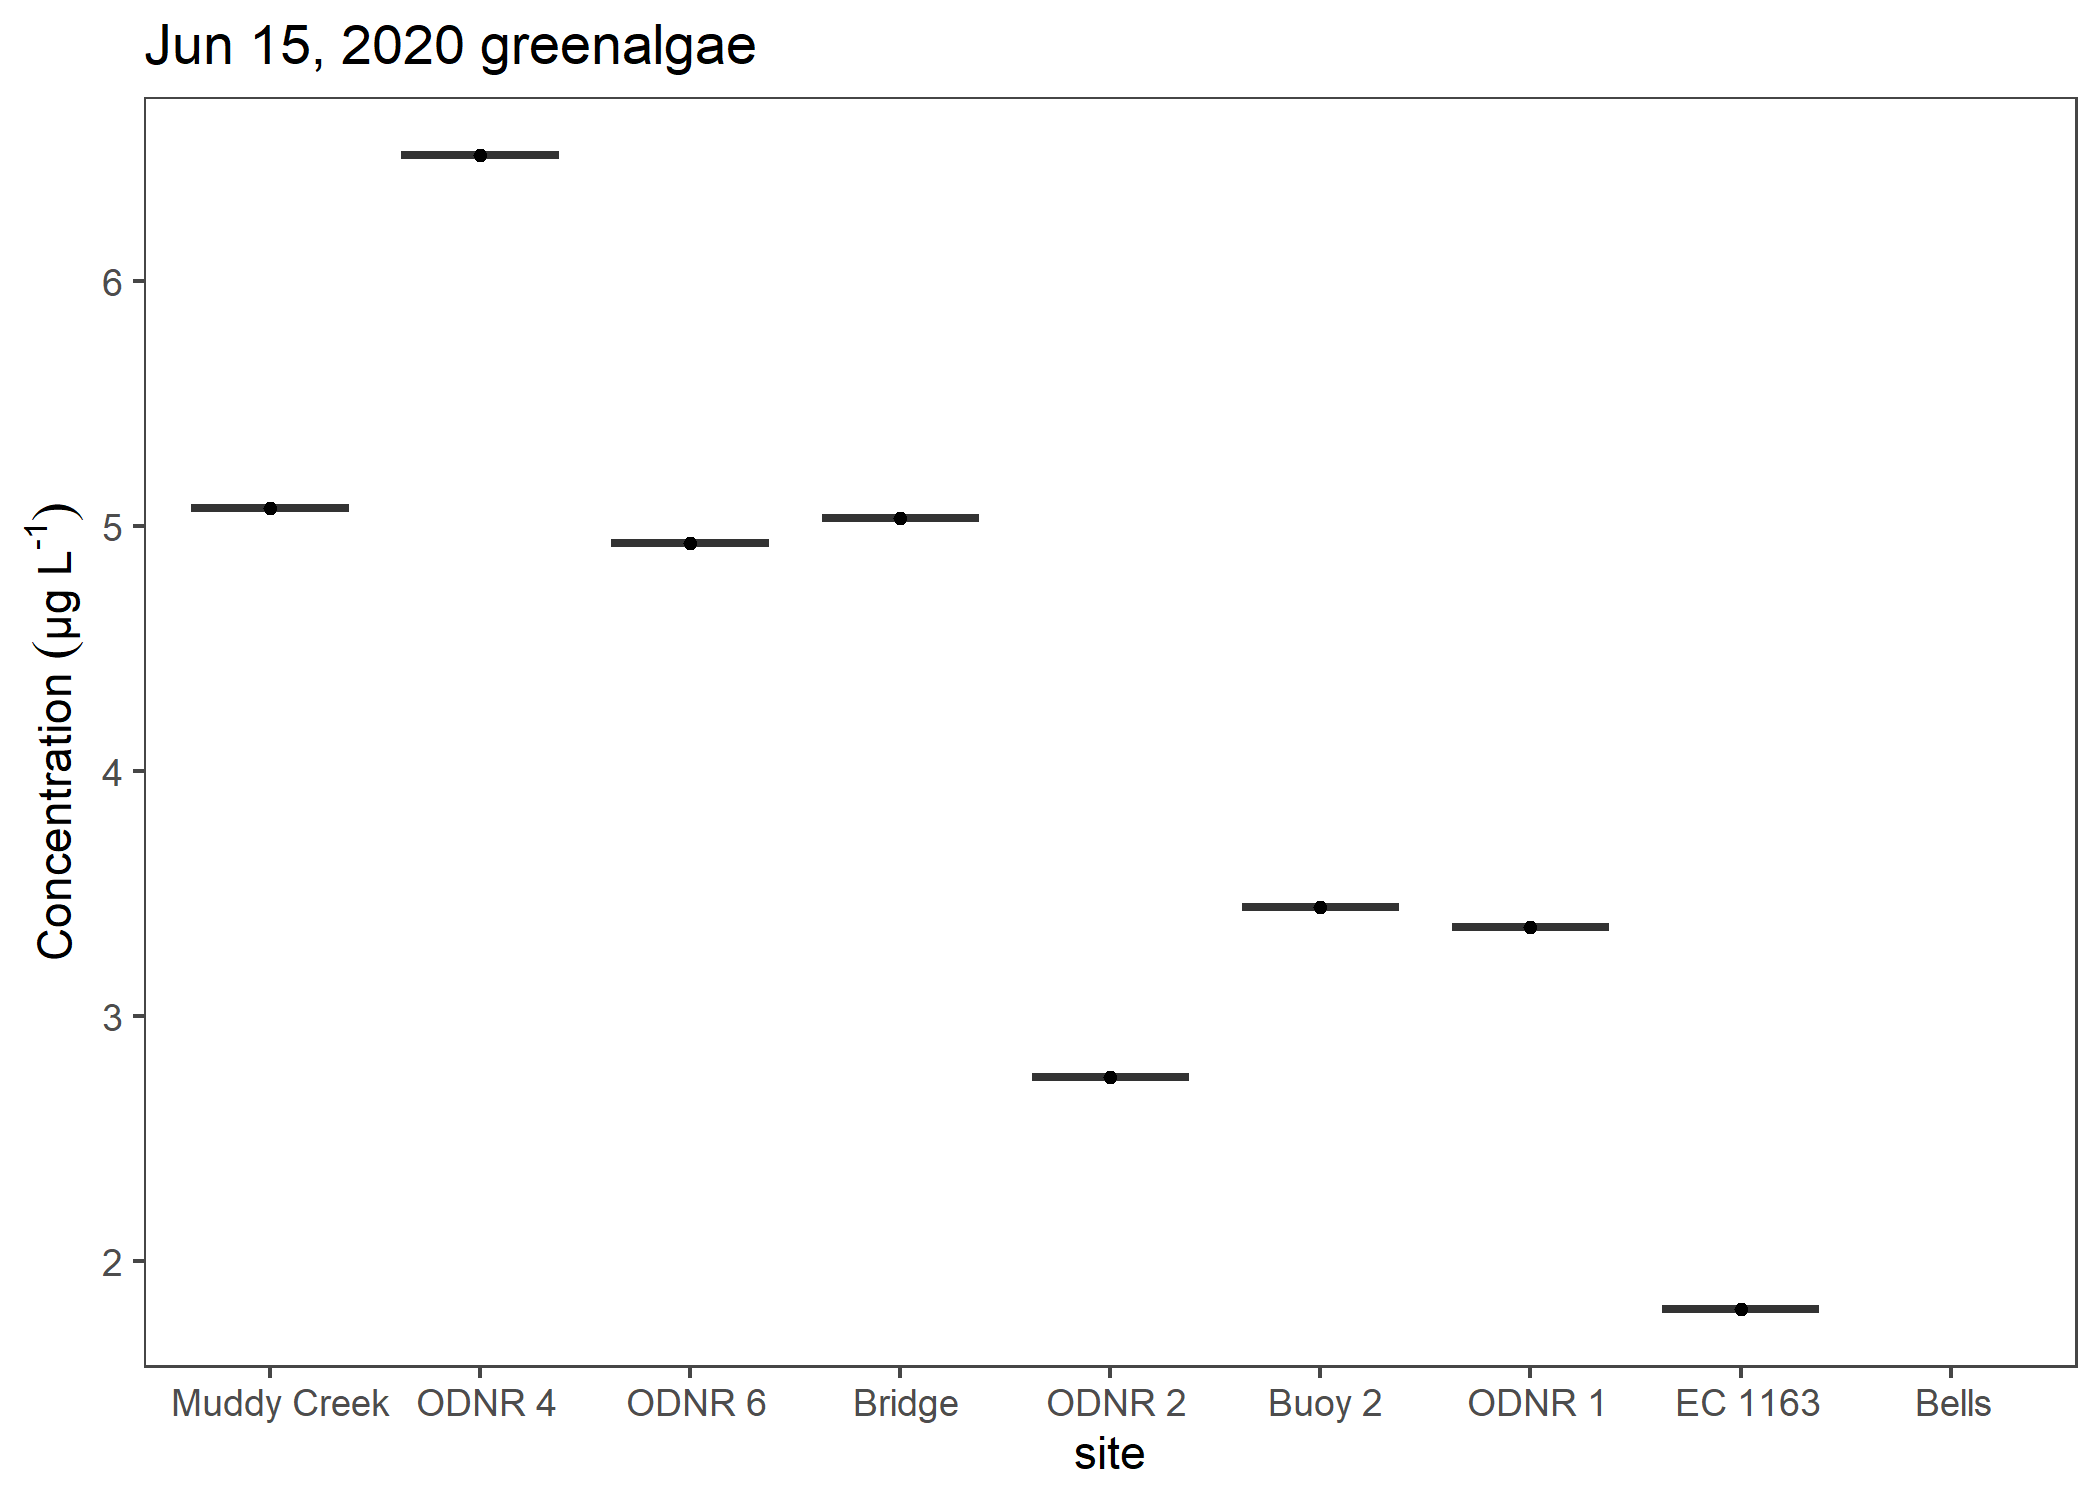 Jun 15, 2020 greenalgae
Concentration (µg L⁻¹)
6
5
4
3
2
Muddy Creek ODNR 4 ODNR 6 Bridge ODNR 2 Buoy 2 ODNR 1 EC 1163 Bells
site